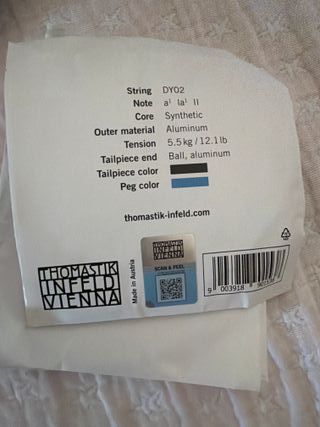 String DY02
Note a¹ la¹ II
Core Synthetic
Outer material Aluminum
Tension 5.5 kg / 12.1 lb
Tailpiece end Ball, aluminum
Tailpiece color
Peg color
thomastik-infeld.com
THOMASTIK
INFELD
VIENNA
Made in Austria
THOMASTIK
INFELD
VIENNA
SCAN & PEEL
9 003918